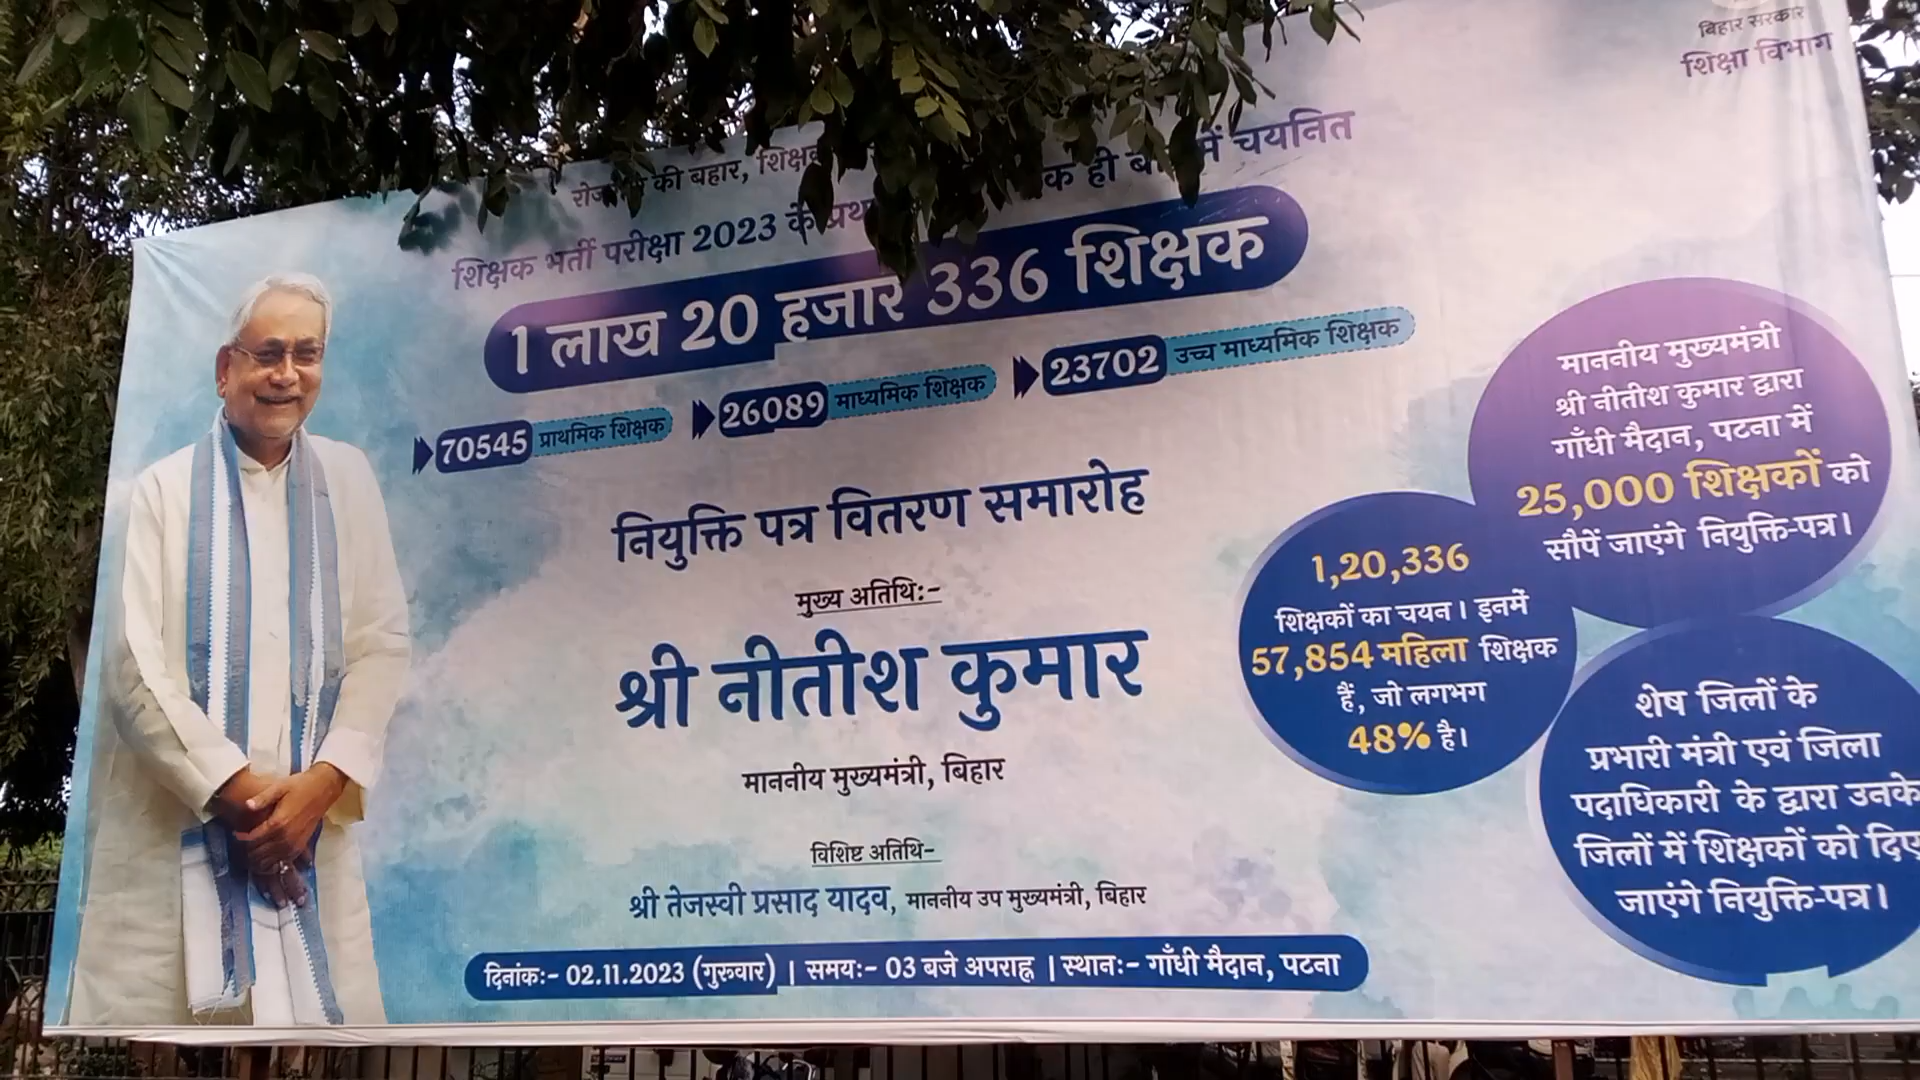 बिहार सरकार
शिक्षा विभाग
की बहार,
ही में चयनित
शिक्षक भर्ती परीक्षा 2023 के
1 लाख 20 हजार 336 शिक्षक
70545 प्राथमिक शिक्षक 26089 माध्यमिक शिक्षक 23702 उच्च माध्यमिक शिक्षक
नियुक्ति पत्र वितरण समारोह
मुख्य अतिथि:-
श्री नीतीश कुमार
माननीय मुख्यमंत्री, बिहार
विशिष्ट अतिथि-
श्री तेजस्वी प्रसाद यादव, माननीय उप मुख्यमंत्री, बिहार
दिनांक:- 02.11.2023 (गुरुवार) | समय:- 03 बजे अपराह्न | स्थान:- गाँधी मैदान, पटना
माननीय मुख्यमंत्री
श्री नीतीश कुमार द्वारा
गाँधी मैदान, पटना में
25,000 शिक्षकों को
सौपें जाएंगे नियुक्ति-पत्र।
1,20,336
शिक्षकों का चयन। इनमें
57,854 महिला शिक्षक
हैं, जो लगभग
48% है।
शेष जिलों के
प्रभारी मंत्री एवं जिला
पदाधिकारी के द्वारा उनके
जिलों में शिक्षकों को दिए
जाएंगे नियुक्ति-पत्र।